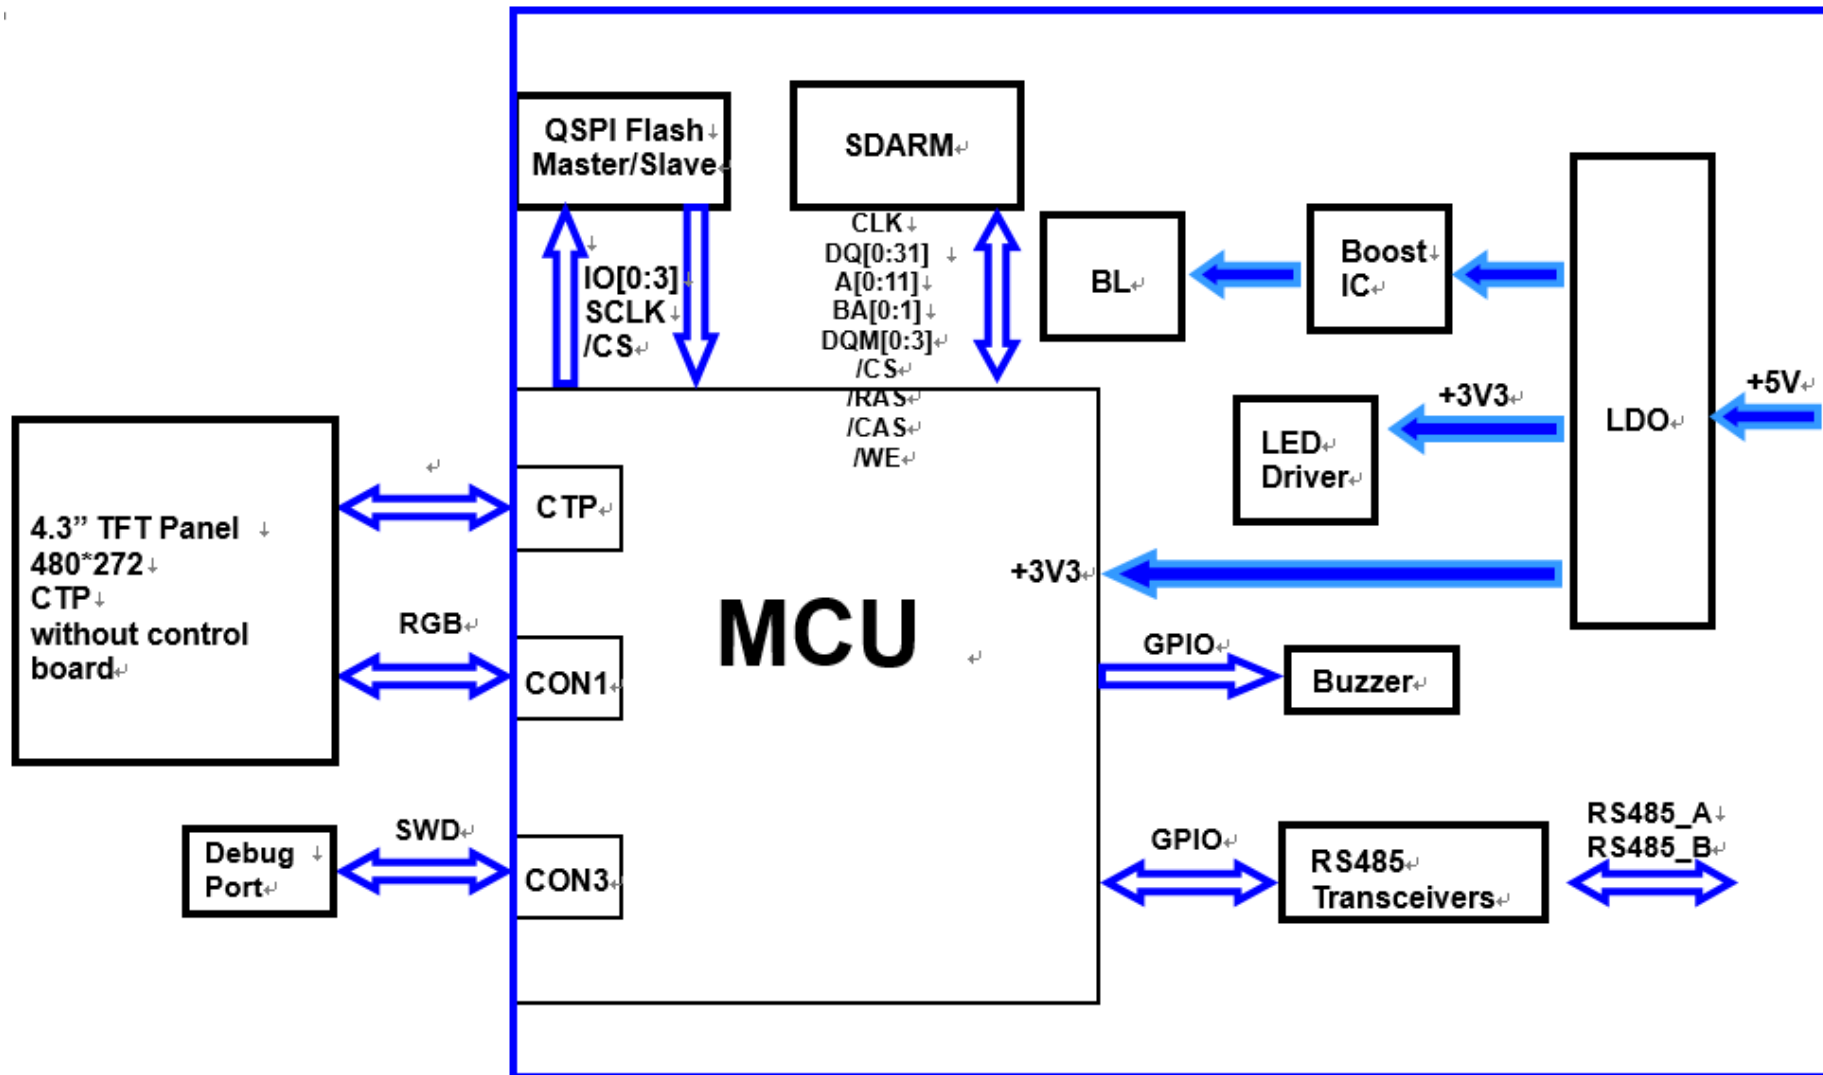 QSPI Flash
Master/Slave
SDARM
IO[0:3]
SCLK
/CS
CLK
DQ[0:31]
A[0:11]
BA[0:1]
DQM[0:3]
/CS
/RAS
/CAS
/WE
BL
Boost
IC
LDO
+5V
+3V3
LED
Driver
4.3” TFT Panel
480*272
CTP
without control
board
CTP
RGB
CON1
MCU
+3V3
GPIO
Buzzer
Debug
Port
SWD
CON3
GPIO
RS485
Transceivers
RS485_A
RS485_B